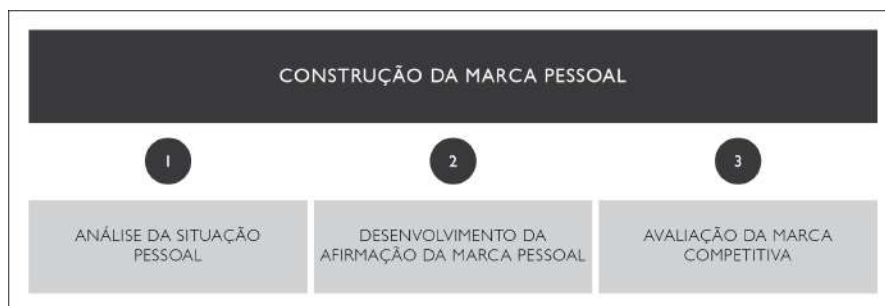 CONSTRUÇÃO DA MARCA PESSOAL
1
2
3
ANÁLISE DA SITUAÇÃO
PESSOAL
DESENVOLVIMENTO DA
AFIRMAÇÃO DA MARCA PESSOAL
AVALIAÇÃO DA MARCA
COMPETITIVA